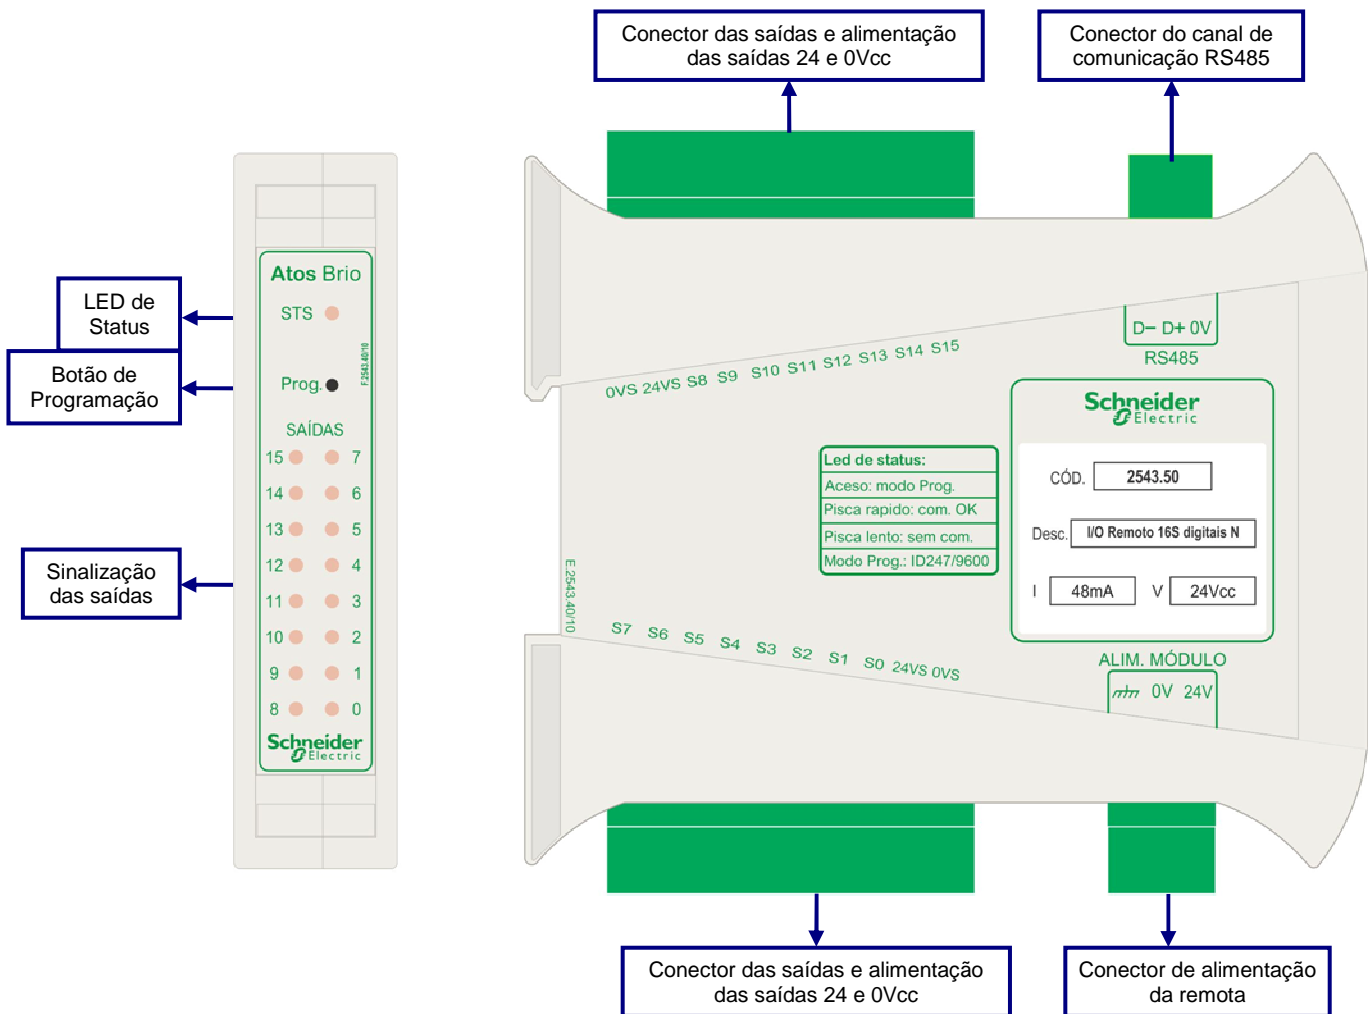 Conector das saídas e alimentação
das saídas 24 e 0Vcc
Conector do canal de
comunicação RS485
LED de
Status
Botão de
Programação
Sinalização
das saídas
Atos Brio
STS
Prog.
F.2543.40/10
SAÍDAS
15 7
14 6
13 5
12 4
11 3
10 2
9 1
8 0
Schneider
Electric
0VS 24VS S8 S9 S10 S11 S12 S13 S14 S15
D- D+ 0V
RS485
Led de status:
Aceso: modo Prog.
Pisca rapido: com. OK
Pisca lento: sem com.
Modo Prog.: ID247/9600
E.2543.40/10
Schneider
Electric
CÓD. 2543.50
Desc. I/O Remoto 16S digitais N
I 48mA V 24Vcc
S7 S6 S5 S4 S3 S2 S1 S0 24VS 0VS
ALIM. MÓDULO
0V 24V
Conector das saídas e alimentação
das saídas 24 e 0Vcc
Conector de alimentação
da remota